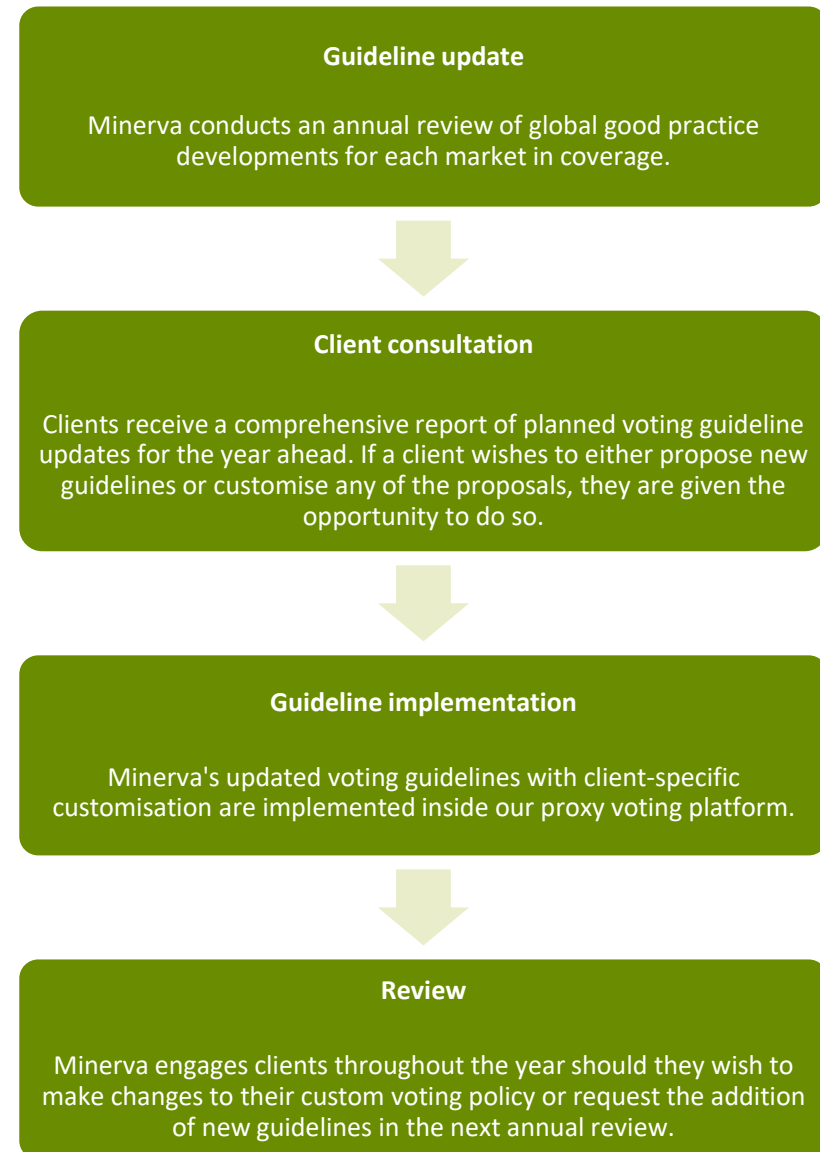 Guideline update
Minerva conducts an annual review of global good practice
developments for each market in coverage.
Client consultation
Clients receive a comprehensive report of planned voting guideline
updates for the year ahead. If a client wishes to either propose new
guidelines or customise any of the proposals, they are given the
opportunity to do so.
Guideline implementation
Minerva's updated voting guidelines with client-specific
customisation are implemented inside our proxy voting platform.
Review
Minerva engages clients throughout the year should they wish to
make changes to their custom voting policy or request the addition
of new guidelines in the next annual review.